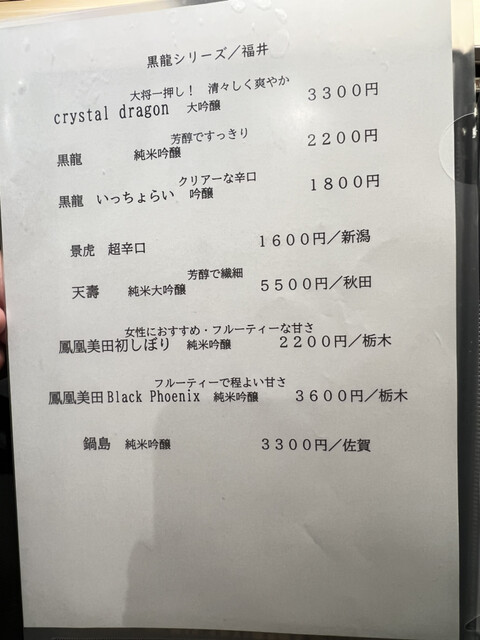 黒龍シリーズ／福井
大将一押し！　清々しく爽やか
crystal dragon　大吟醸　３３００円
芳醇ですっきり
黒龍　純米吟醸　２２００円
クリアーな辛口
黒龍　いっちょらい　吟醸　１８００円
景虎　超辛口　１６００円／新潟
芳醇で繊細
天壽　純米大吟醸　５５００円／秋田
女性におすすめ・フルーティーな甘さ
鳳凰美田初しぼり　純米吟醸　２２００円／栃木
フルーティーで程よい甘さ
鳳凰美田Black Phoenix　純米吟醸　３６００円／栃木
鍋島　純米吟醸　３３００円／佐賀